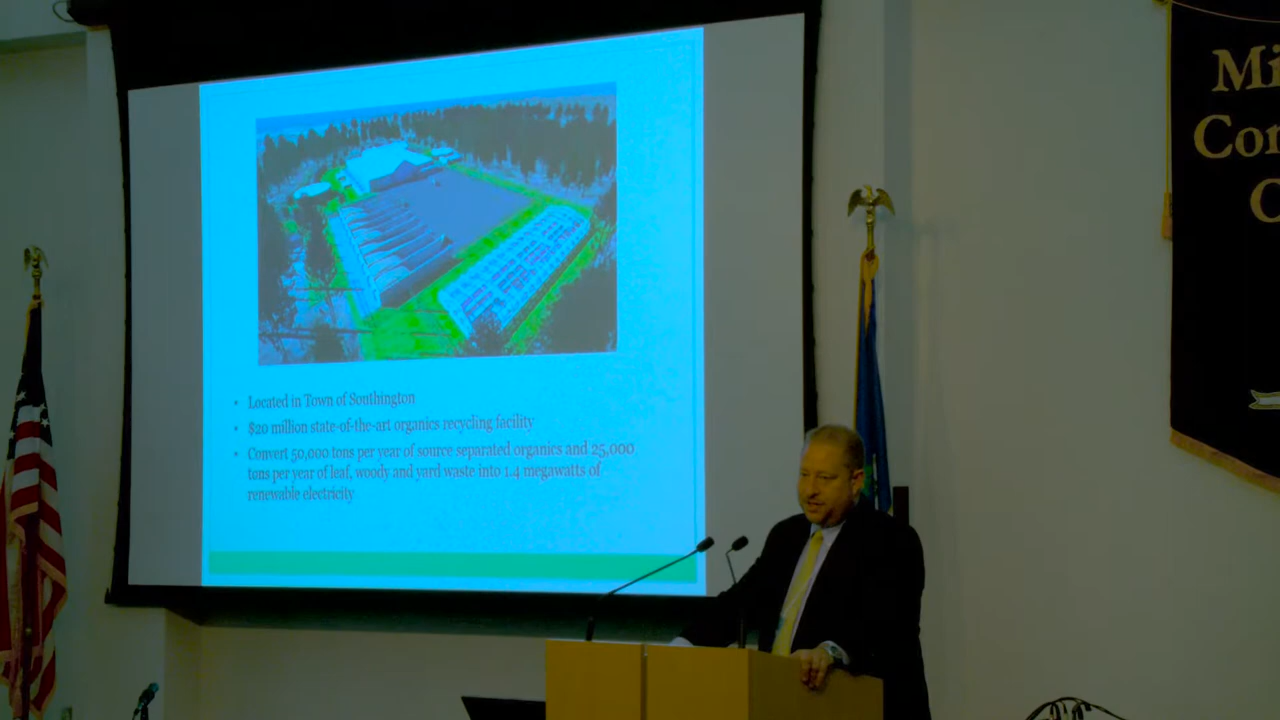 • Located in Town of Southington
• $20 million state-of-the-art organics recycling facility
• Convert 50,000 tons per year of source separated organics and 25,000
tons per year of leaf, woody and yard waste into 1.4 megawatts of
renewable electricity
Mi
Con
C